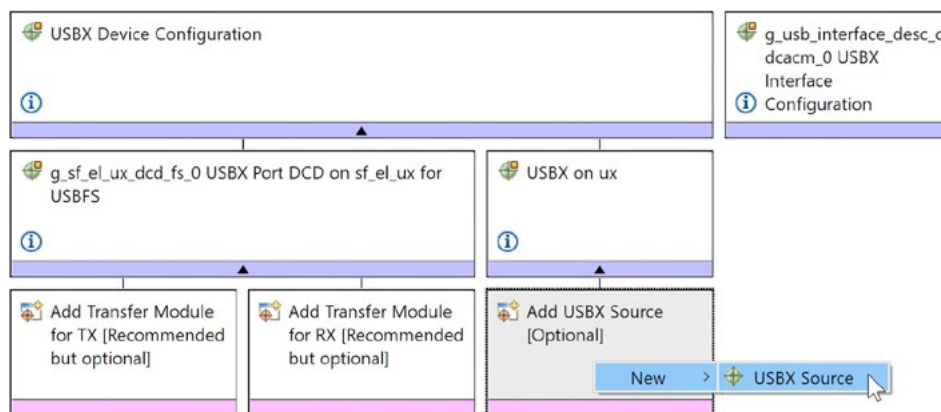 USBX Device Configuration
g_usb_interface_desc_c
dcacm_0 USBX
Interface
Configuration
g_sf_el_ux_dcd_fs_0 USBX Port DCD on sf_el_ux for
USBFS
USBX on ux
Add Transfer Module
for TX [Recommended
but optional]
Add Transfer Module
for RX [Recommended
but optional]
Add USBX Source
[Optional]
New
USBX Source